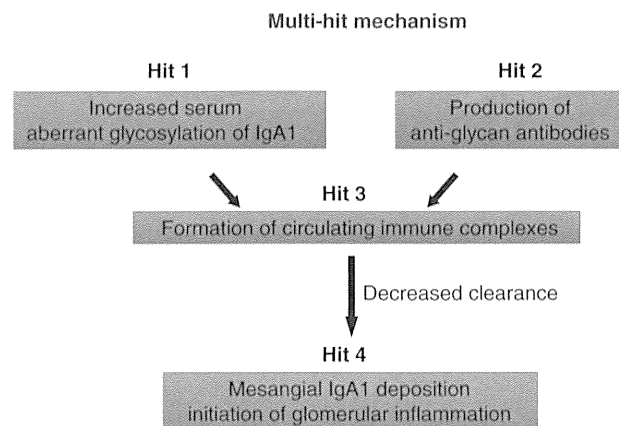 Multi-hit mechanism
Hit 1
Hit 2
Increased serum
aberrant glycosylation of IgA1
Production of
anti-glycan antibodies
Hit 3
Formation of circulating immune complexes
Decreased clearance
Hit 4
Mesangial IgA1 deposition
initiation of glomerular inflammation